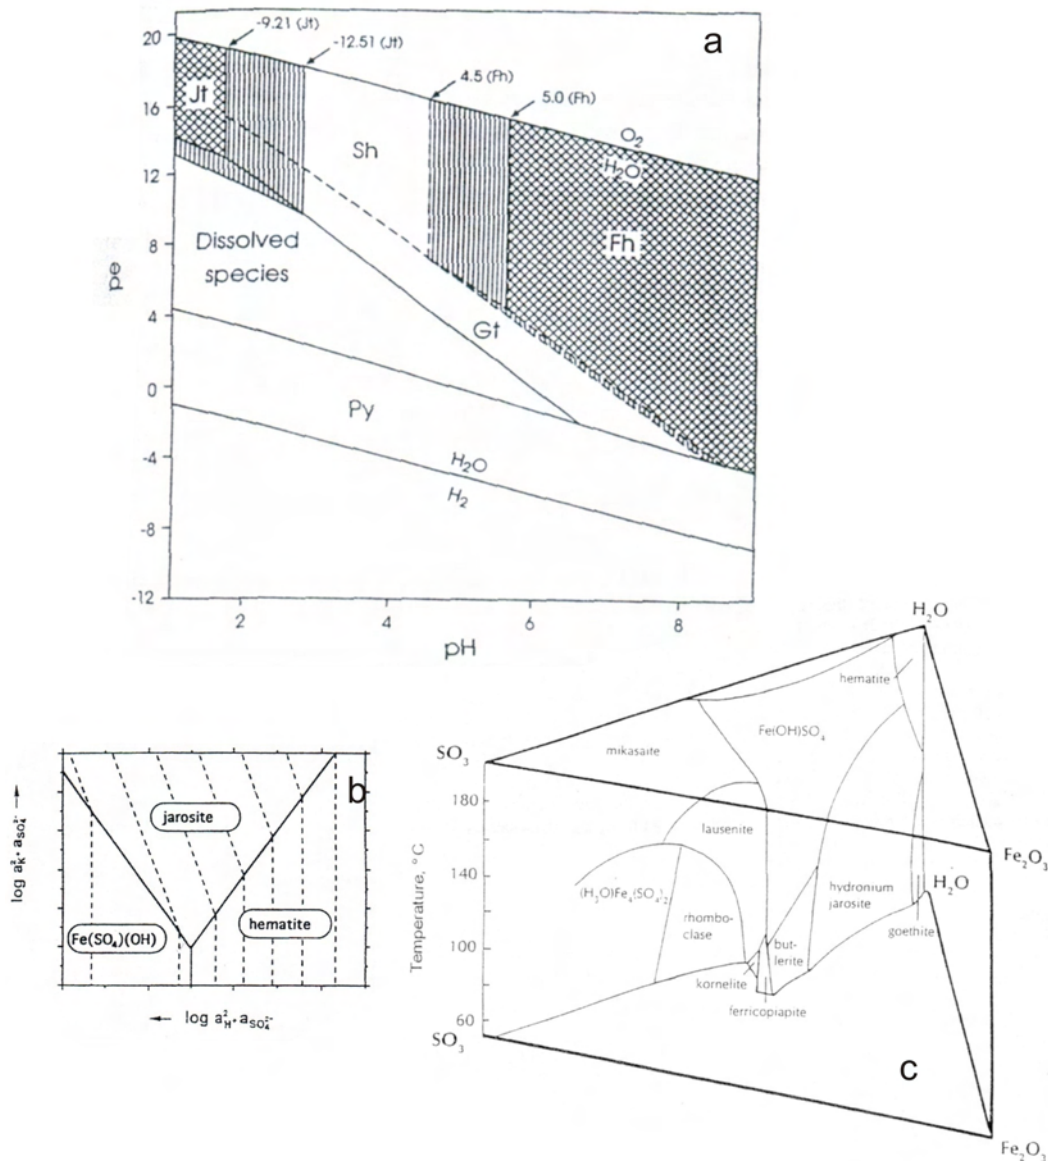 a
-9.21 (Jt)
-12.51 (Jt)
4.5 (Fh)
5.0 (Fh)
20
16
12
8
4
0
-4
-8
-12
pe
Jt
Sh
O₂
H₂O
Fh
Dissolved
species
Gt
Py
H₂O
H₂
2
4
6
8
pH
b
jarosite
hematite
Fe(SO₄)(OH)
log a²K⁺ · aSO₄²⁻
log a²H⁺ · aSO₄²⁻
H₂O
hematite
Fe(OH)SO₄
mikasaite
SO₃
180
140
100
60
Temperature, °C
lausenite
Fe₂O₃
H₂O
(H₃O)Fe₄(SO₄)₂
rhombo-
clase
hydronium
jarosite
goethite
but-
lerite
kornelite
ferricopiapite
SO₃
c
Fe₂O₃